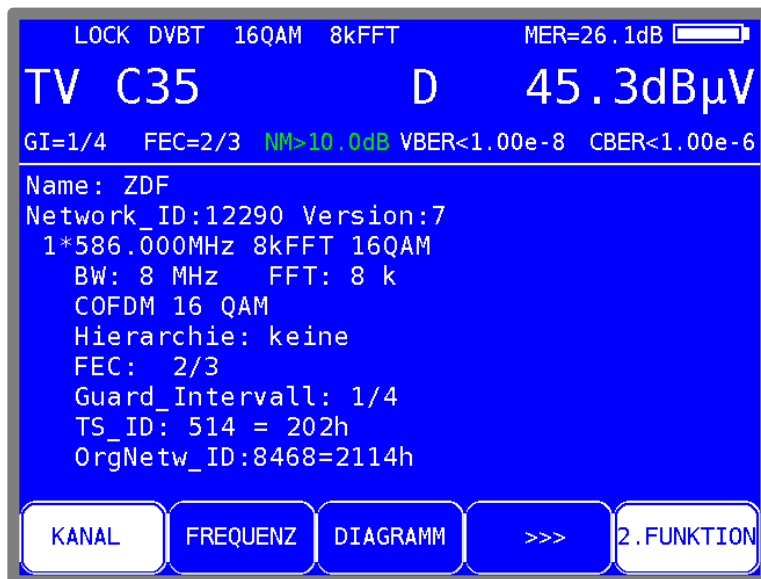 LOCK DVBT 16QAM 8kFFT MER=26.1dB
TV C35 D 45.3dBµV
GI=1/4 FEC=2/3 NM>10.0dB VBER<1.00e-8 CBER<1.00e-6
Name: ZDF
Network_ID:12290 Version:7
1*586.000MHz 8kFFT 16QAM
BW: 8 MHz FFT: 8 k
COFDM 16 QAM
Hierarchie: keine
FEC: 2/3
Guard_Intervall: 1/4
TS_ID: 514 = 202h
OrgNetw_ID:8468=2114h
KANAL FREQUENZ DIAGRAMM >>> 2.FUNKTION